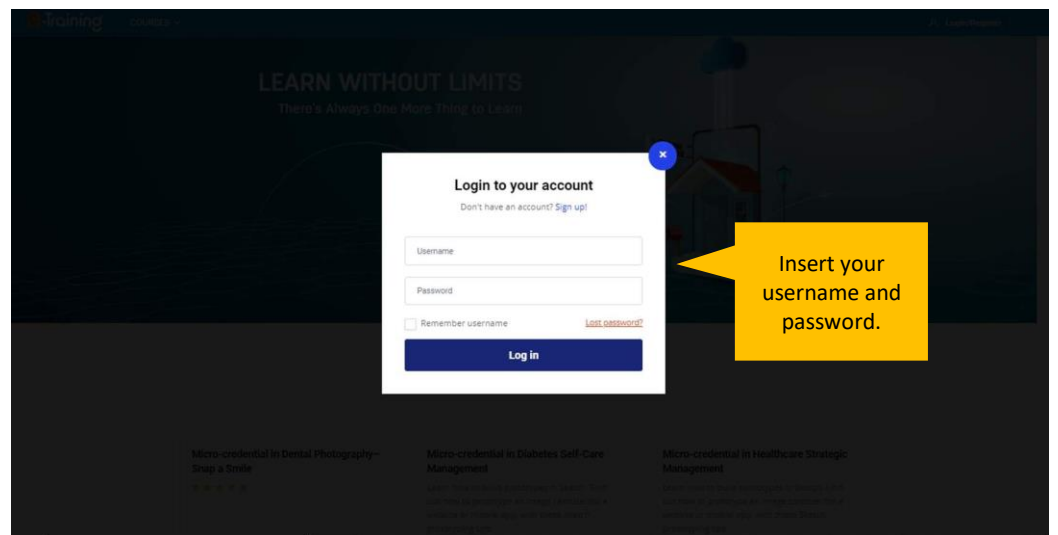 e-Training
COURSES
Login/Register
LEARN WITHOUT LIMITS
There's Always One More Thing to Learn
×
Login to your account
Don't have an account? Sign up!
Username
Password
Remember username
Lost password?
Log in
Insert your
username and
password.
Micro-credential in Dental Photography–
Snap a Smile
Micro-credential in Diabetes Self-Care
Management
Micro-credential in Healthcare Strategic
Management